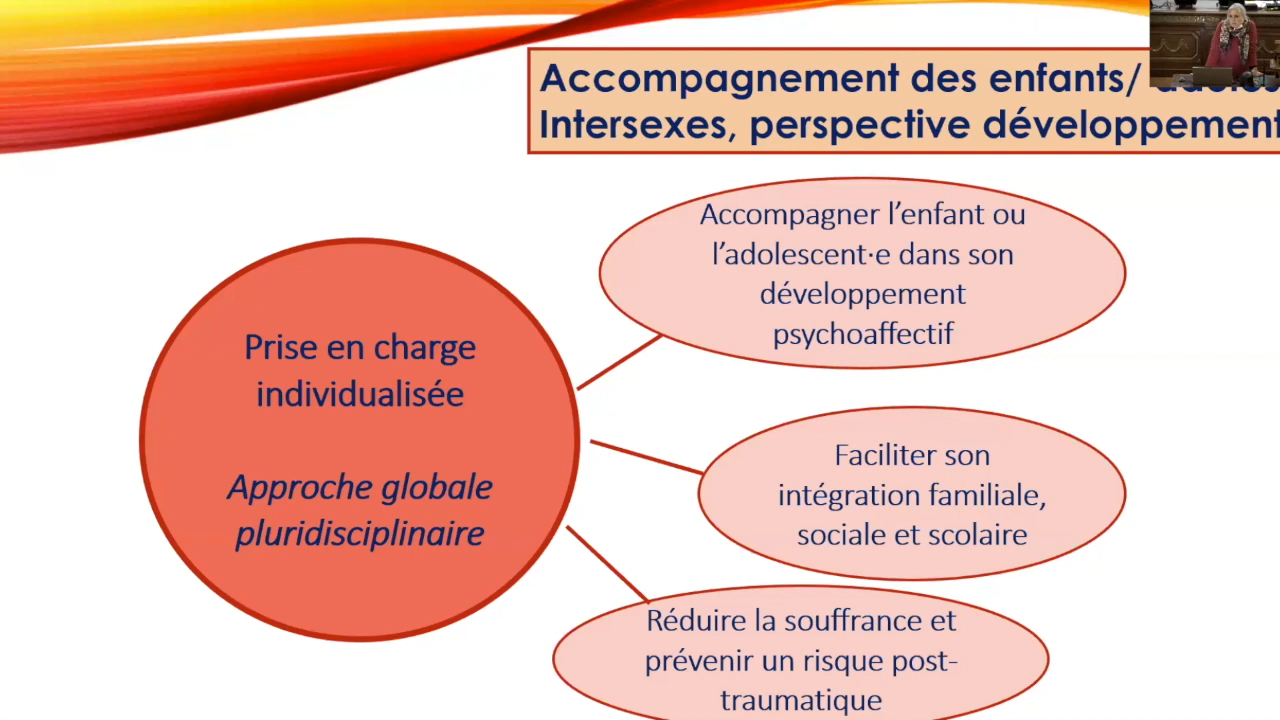 Accompagnement des enfants/
Intersexes, perspective développement
Accompagner l'enfant ou
l'adolescent·e dans son
développement
psychoaffectif
Prise en charge
individualisée
Approche globale
pluridisciplinaire
Faciliter son
intégration familiale,
sociale et scolaire
Réduire la souffrance et
prévenir un risque post-
traumatique